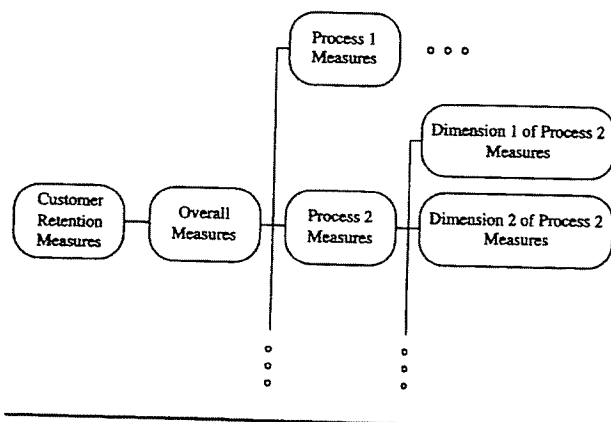 Process 1
Measures
Dimension 1 of Process 2
Measures
Customer
Retention
Measures
Overall
Measures
Process 2
Measures
Dimension 2 of Process 2
Measures